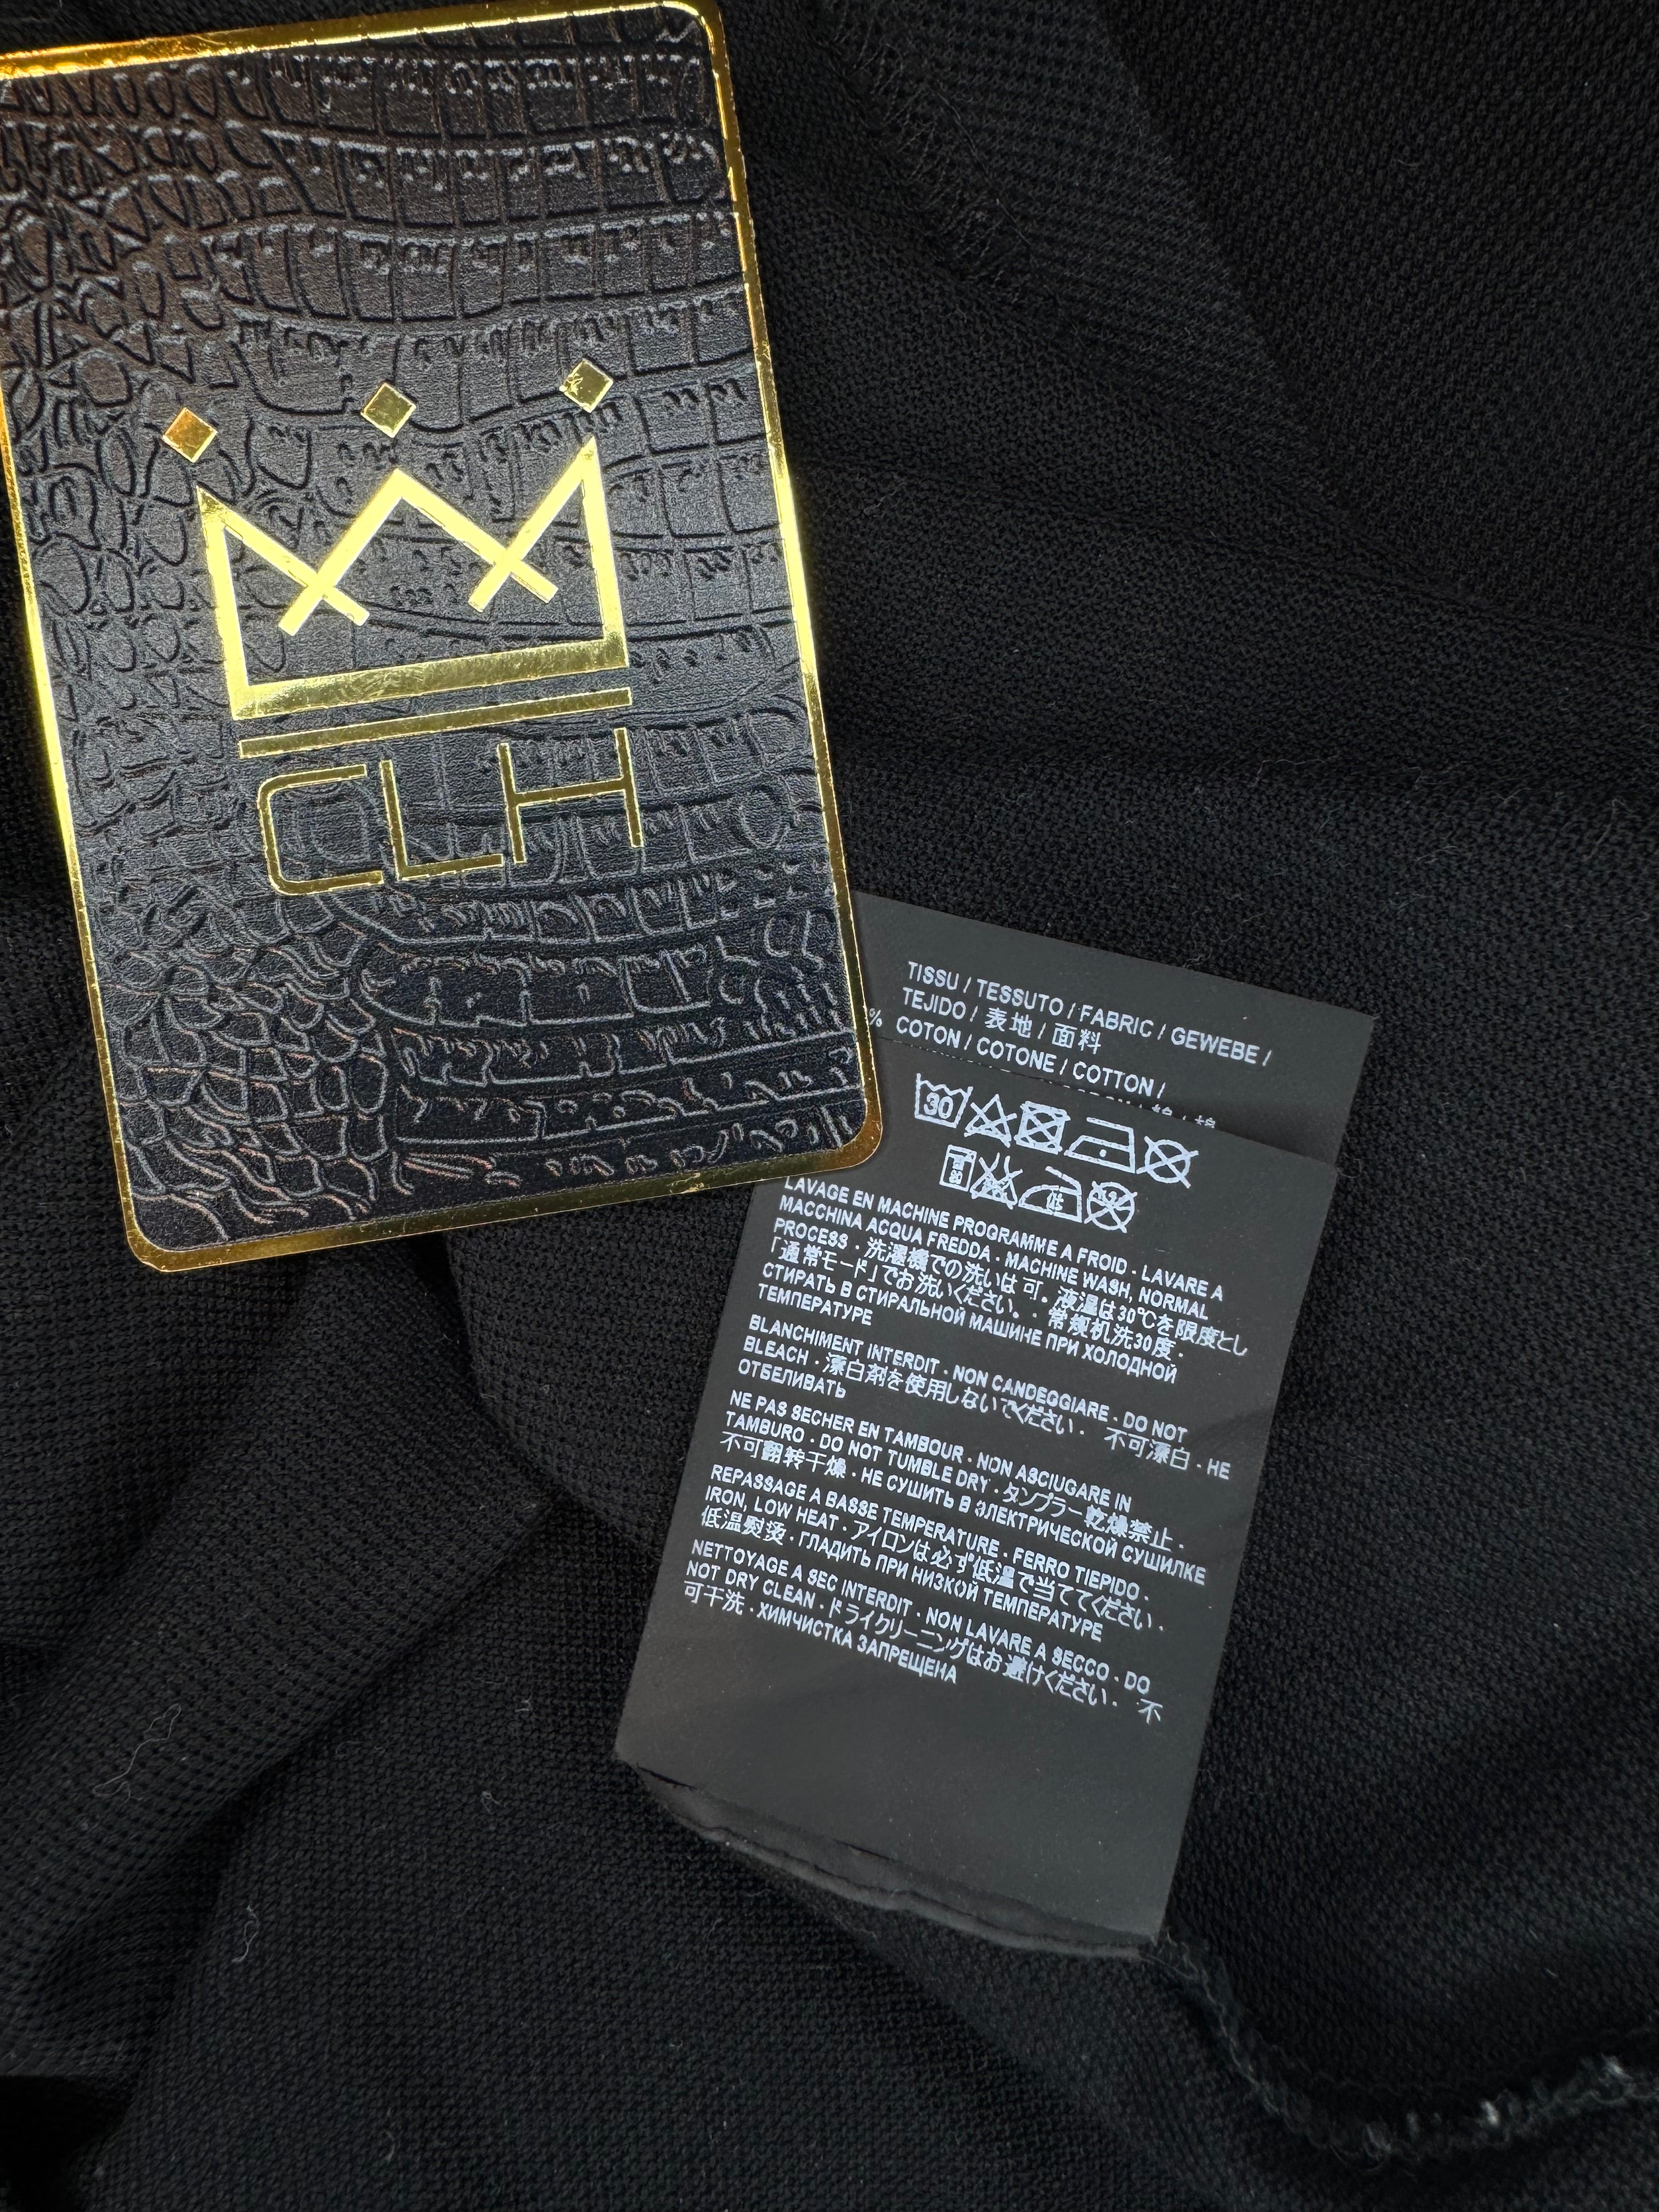 CLH
TISSU / TESSUTO / FABRIC / GEWEBE /
TEJIDO / 表地 / 面料
% COTON / COTONE / COTTON /
30
LAVAGE EN MACHINE PROGRAMME A FROID · LAVARE A
MACCHINA ACQUA FREDDA · MACHINE WASH, NORMAL
PROCESS · 洗濯機での洗いは 可。液温は30℃を限度とし
「通常モード」でお洗いください。· 常规机洗30度 ·
СТИРАТЬ В СТИРАЛЬНОЙ МАШИНЕ ПРИ ХОЛОДНОЙ
ТЕМПЕРАТУРЕ
BLANCHIMENT INTERDIT · NON CANDEGGIARE · DO NOT
BLEACH · 漂白剤を使用しないでください · 不可漂白 · НЕ
ОТБЕЛИВАТЬ
NE PAS SECHER EN TAMBOUR · NON ASCIUGARE IN
TAMBURO · DO NOT TUMBLE DRY · タンブラー乾燥禁止 ·
不可翻转干燥 · НЕ СУШИТЬ В ЭЛЕКТРИЧЕСКОЙ СУШИЛКЕ
REPASSAGE A BASSE TEMPERATURE · FERRO TIEPIDO ·
IRON, LOW HEAT · アイロンは必ず低温で当ててください ·
低温熨烫 · ГЛАДИТЬ ПРИ НИЗКОЙ ТЕМПЕРАТУРЕ
NETTOYAGE A SEC INTERDIT · NON LAVARE A SECCO · DO
NOT DRY CLEAN · ドライクリーニングはお避けください · 不
可干洗 · ХИМЧИСТКА ЗАПРЕЩЕНА